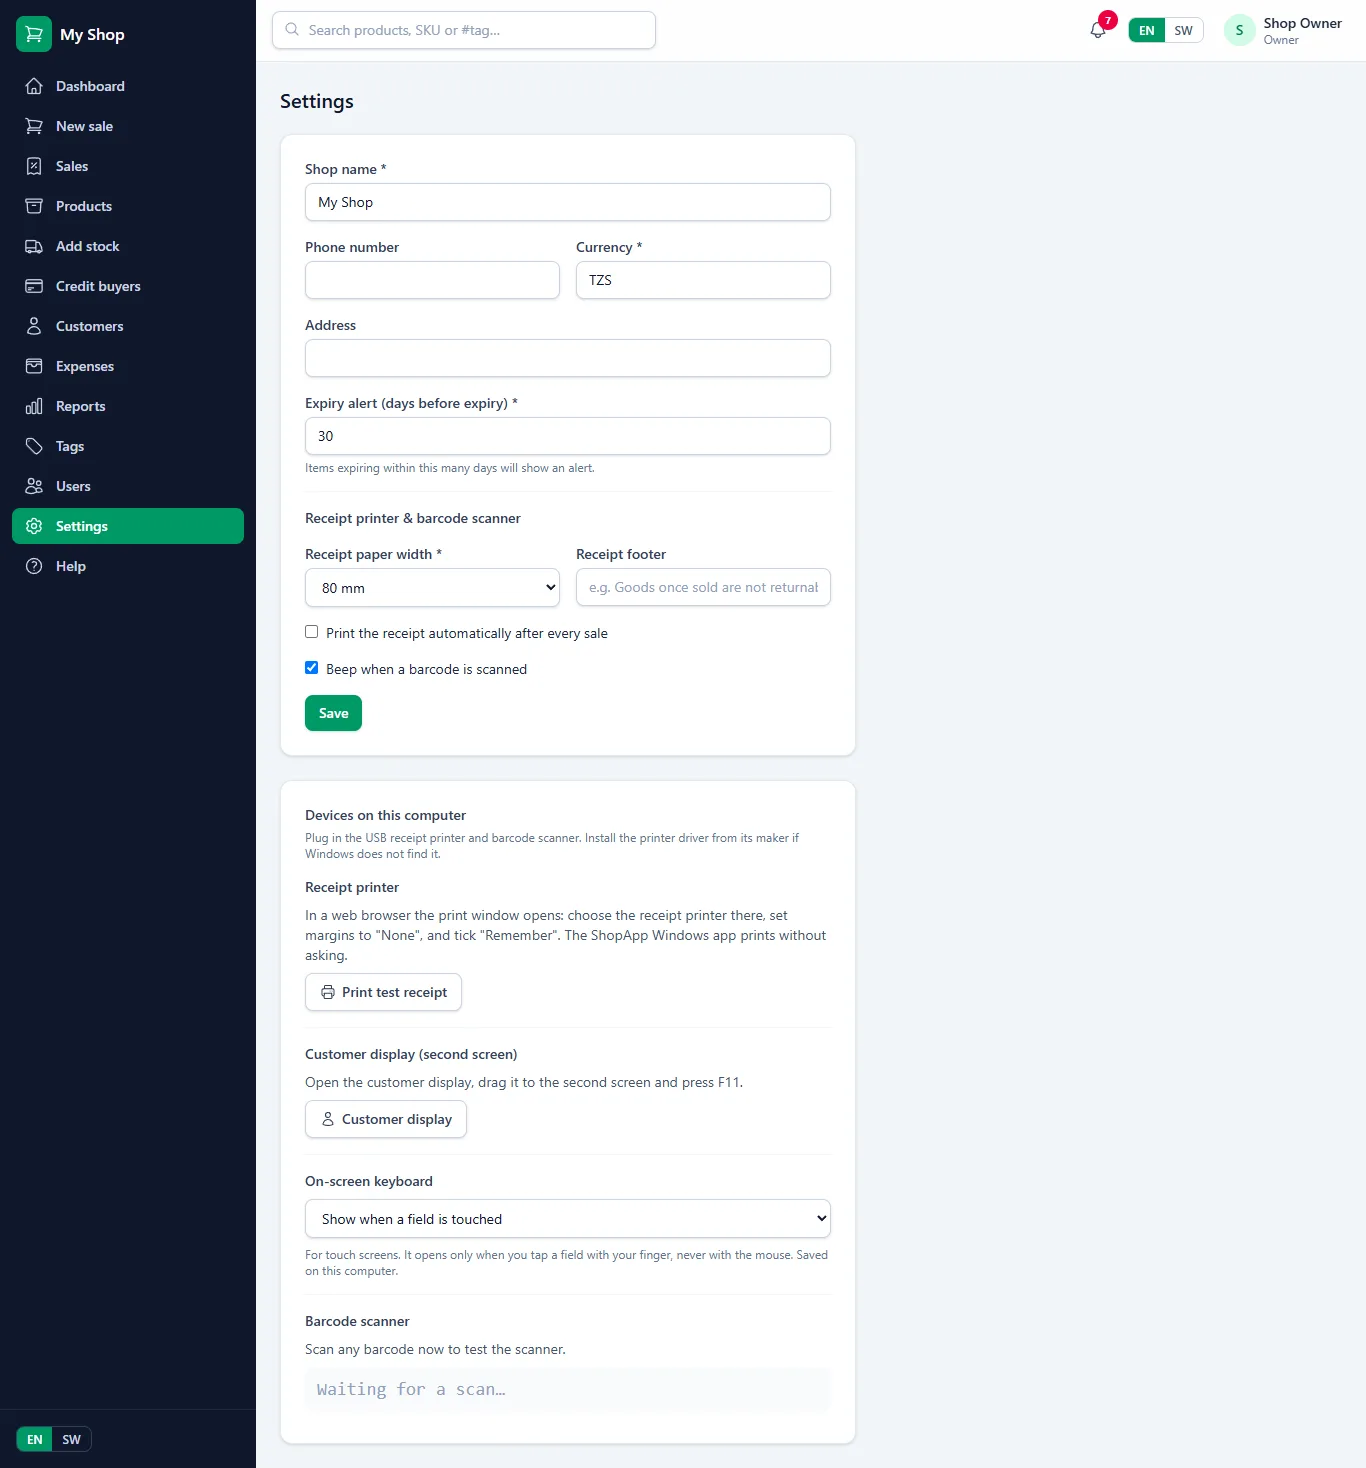 My Shop
Dashboard
New sale
Sales
Products
Add stock
Credit buyers
Customers
Expenses
Reports
Tags
Users
Settings
Help
EN SW
Search products, SKU or #tag...
7
EN SW
S
Shop Owner
Owner
Settings
Shop name *
My Shop
Phone number
Currency *
TZS
Address
Expiry alert (days before expiry) *
30
Items expiring within this many days will show an alert.
Receipt printer & barcode scanner
Receipt paper width *
80 mm
Receipt footer
e.g. Goods once sold are not returnab
Print the receipt automatically after every sale
Beep when a barcode is scanned
Save
Devices on this computer
Plug in the USB receipt printer and barcode scanner. Install the printer driver from its maker if
Windows does not find it.
Receipt printer
In a web browser the print window opens: choose the receipt printer there, set
margins to "None", and tick "Remember". The ShopApp Windows app prints without
asking.
Print test receipt
Customer display (second screen)
Open the customer display, drag it to the second screen and press F11.
Customer display
On-screen keyboard
Show when a field is touched
For touch screens. It opens only when you tap a field with your finger, never with the mouse. Saved
on this computer.
Barcode scanner
Scan any barcode now to test the scanner.
Waiting for a scan…